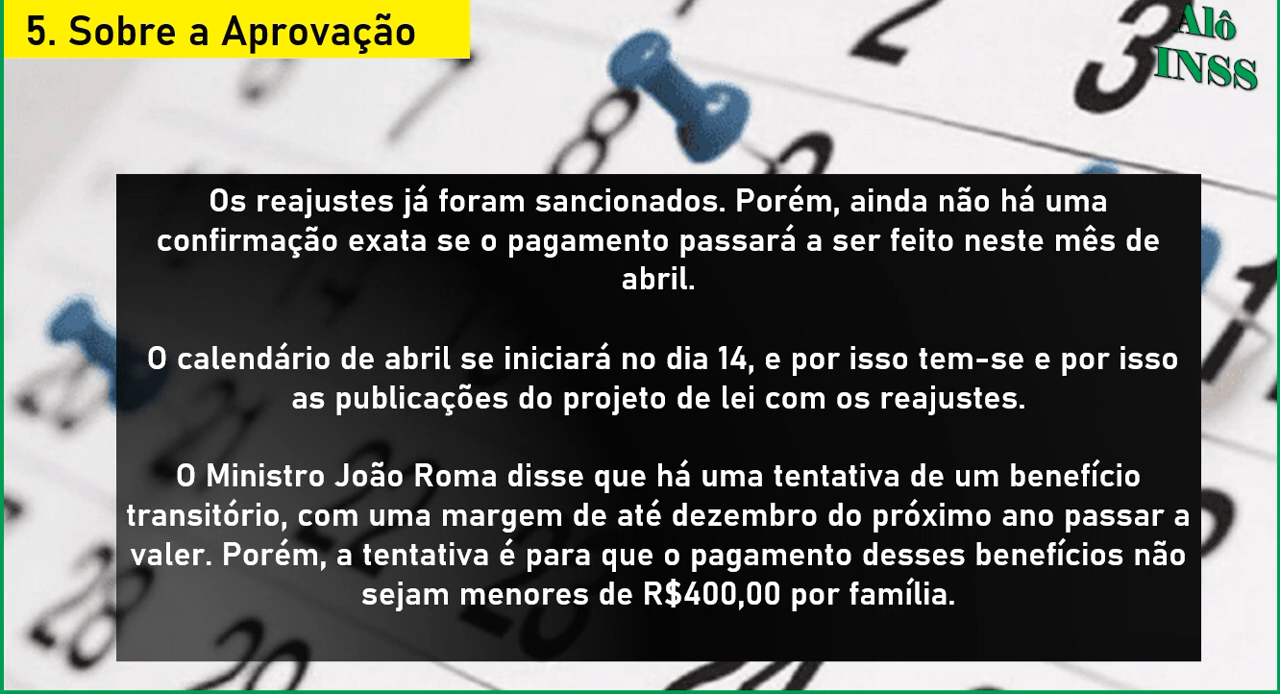 5. Sobre a Aprovação
2
3
Alô
INSS
8
Os reajustes já foram sancionados. Porém, ainda não há uma
confirmação exata se o pagamento passará a ser feito neste mês de
abril.
O calendário de abril se iniciará no dia 14, e por isso tem-se e por isso
as publicações do projeto de lei com os reajustes.
O Ministro João Roma disse que há uma tentativa de um benefício
transitório, com uma margem de até dezembro do próximo ano passar a
valer. Porém, a tentativa é para que o pagamento desses benefícios não
sejam menores de R$400,00 por família.
28